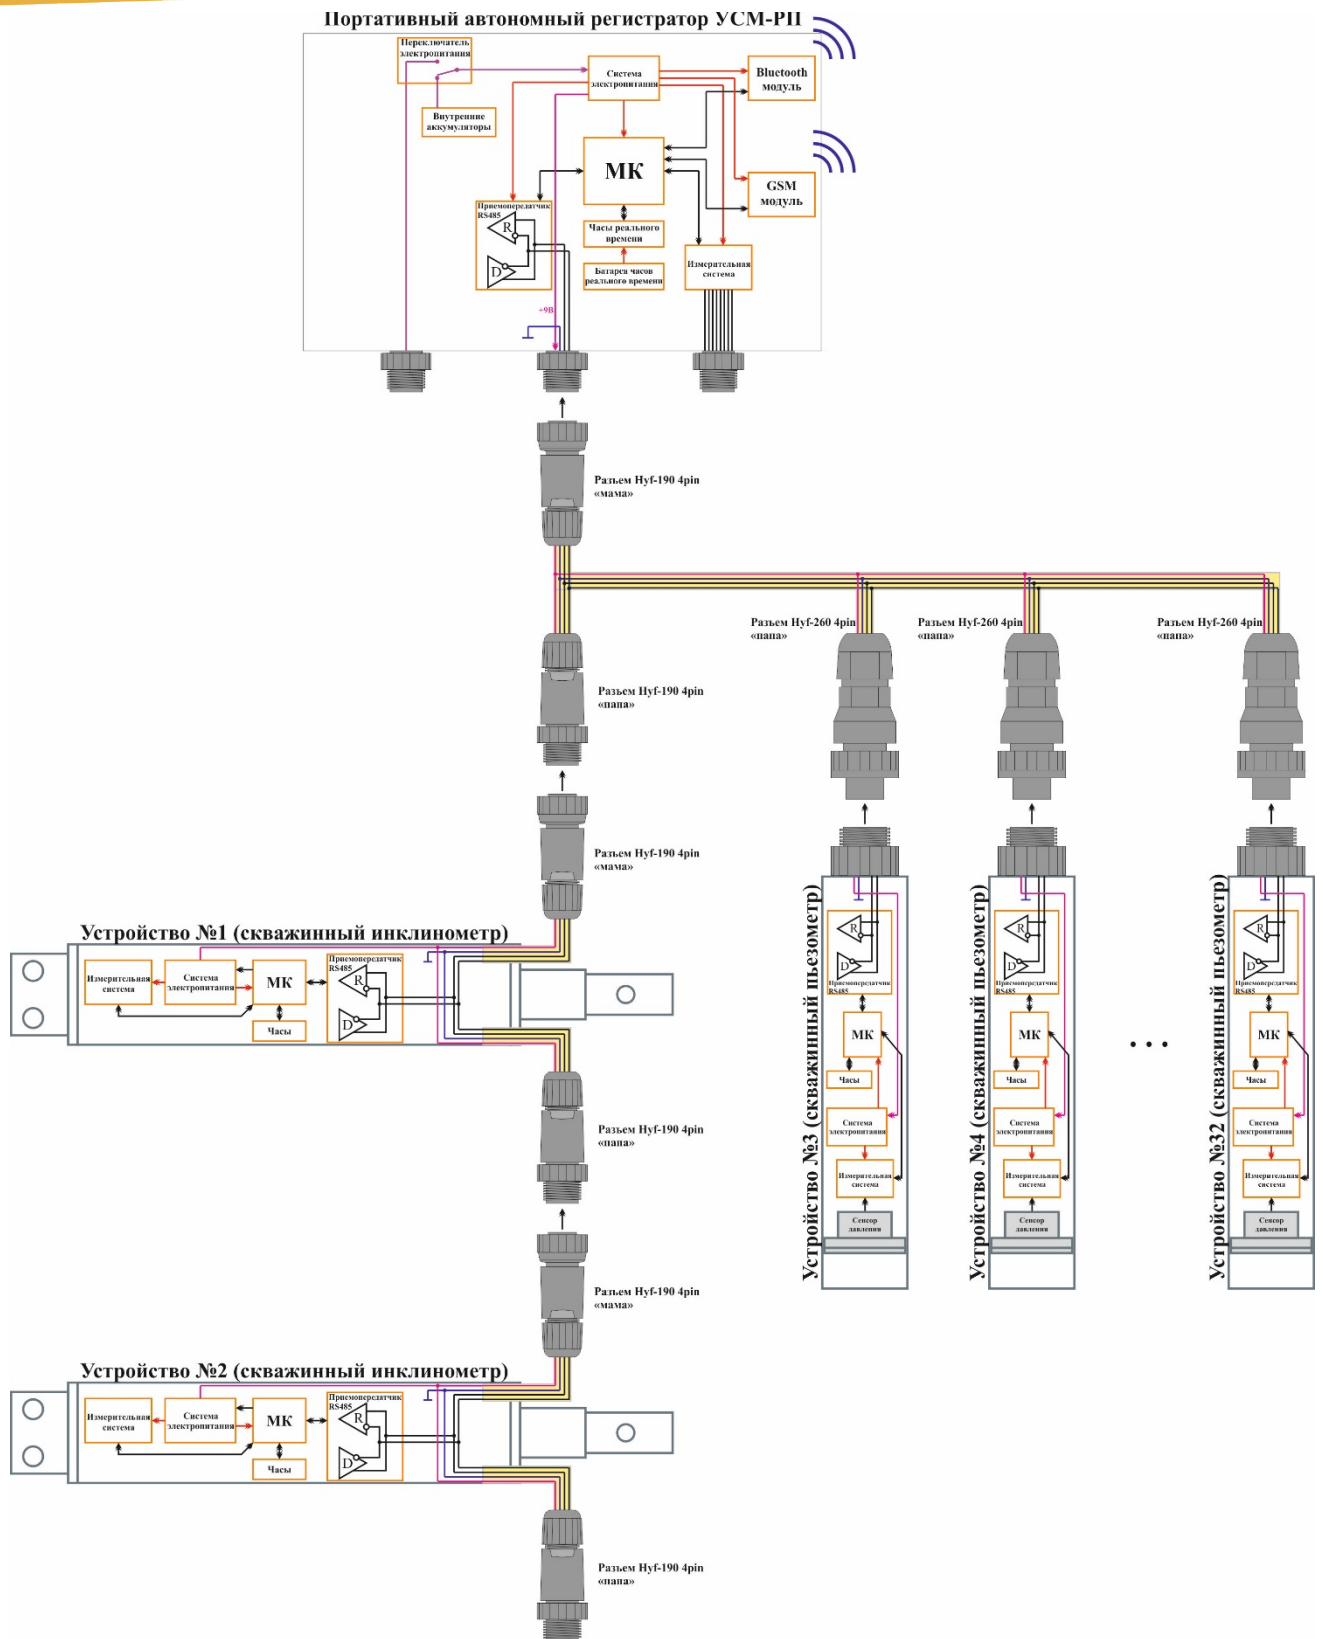 Портативный автономный регистратор УСМ-РП
Переключатель
электропитания
Внутренние
аккумуляторы
Система
электропитания
Bluetooth
модуль
МК
GSM
модуль
Приемопередатчик
RS485
R
D
Часы реального
времени
Батарея часов
реального времени
Измерительная
система
+9В
Разъем Hyf-190 4pin
«мама»
Разъем Hyf-260 4pin
«папа»
Разъем Hyf-260 4pin
«папа»
Разъем Hyf-260 4pin
«папа»
Разъем Hyf-190 4pin
«папа»
Разъем Hyf-190 4pin
«мама»
Устройство №1 (скважинный инклинометр)
Измерительная
система
Система
электропитания
МК
Часы
Приемопередатчик
RS485
R
D
Разъем Hyf-190 4pin
«папа»
Разъем Hyf-190 4pin
«мама»
Устройство №2 (скважинный инклинометр)
Измерительная
система
Система
электропитания
МК
Часы
Приемопередатчик
RS485
R
D
Разъем Hyf-190 4pin
«папа»
Устройство №3 (скважинный пьезометр)
R
D
Приемопередатчик
RS485
МК
Часы
Система
электропитания
Измерительная
система
Сенсор
давления
Устройство №4 (скважинный пьезометр)
R
D
Приемопередатчик
RS485
МК
Часы
Система
электропитания
Измерительная
система
Сенсор
давления
...
Устройство №32 (скважинный пьезометр)
R
D
Приемопередатчик
RS485
МК
Часы
Система
электропитания
Измерительная
система
Сенсор
давления